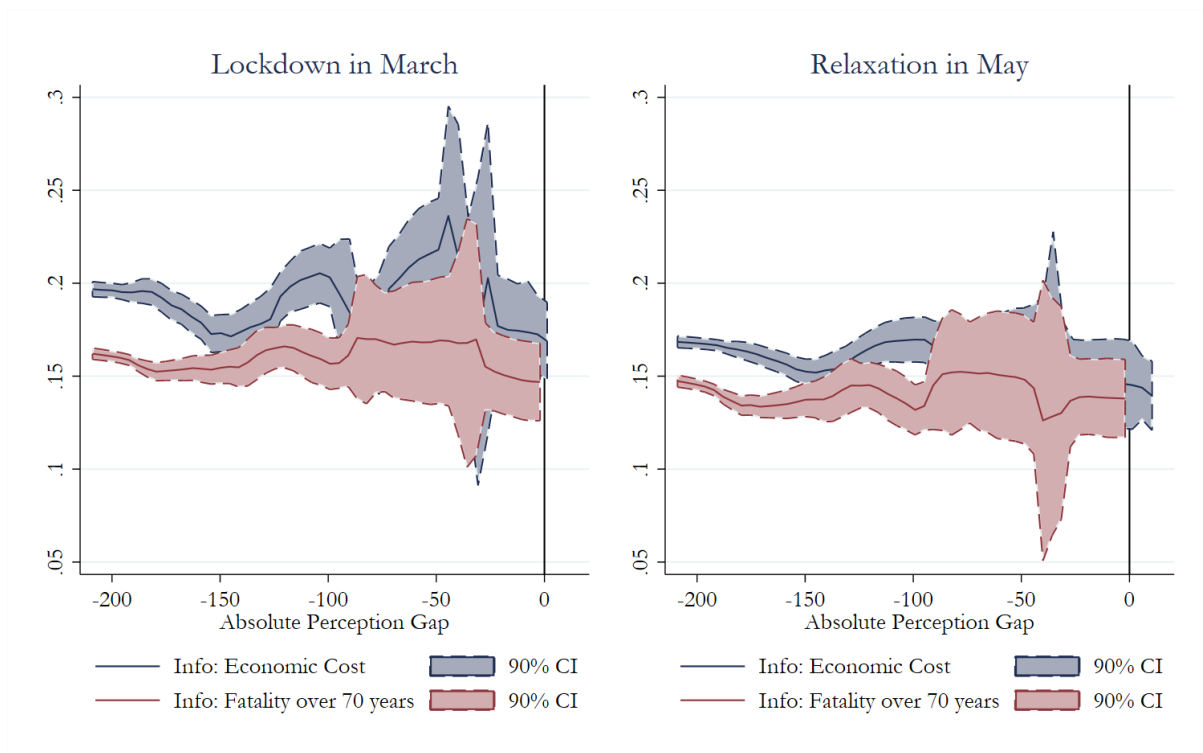 Lockdown in March
.3
.25
.2
.15
.1
.05
-200 -150 -100 -50 0
Absolute Perception Gap
Info: Economic Cost 90% CI
Info: Fatality over 70 years 90% CI
Relaxation in May
.3
.25
.2
.15
.1
.05
-200 -150 -100 -50 0
Absolute Perception Gap
Info: Economic Cost 90% CI
Info: Fatality over 70 years 90% CI